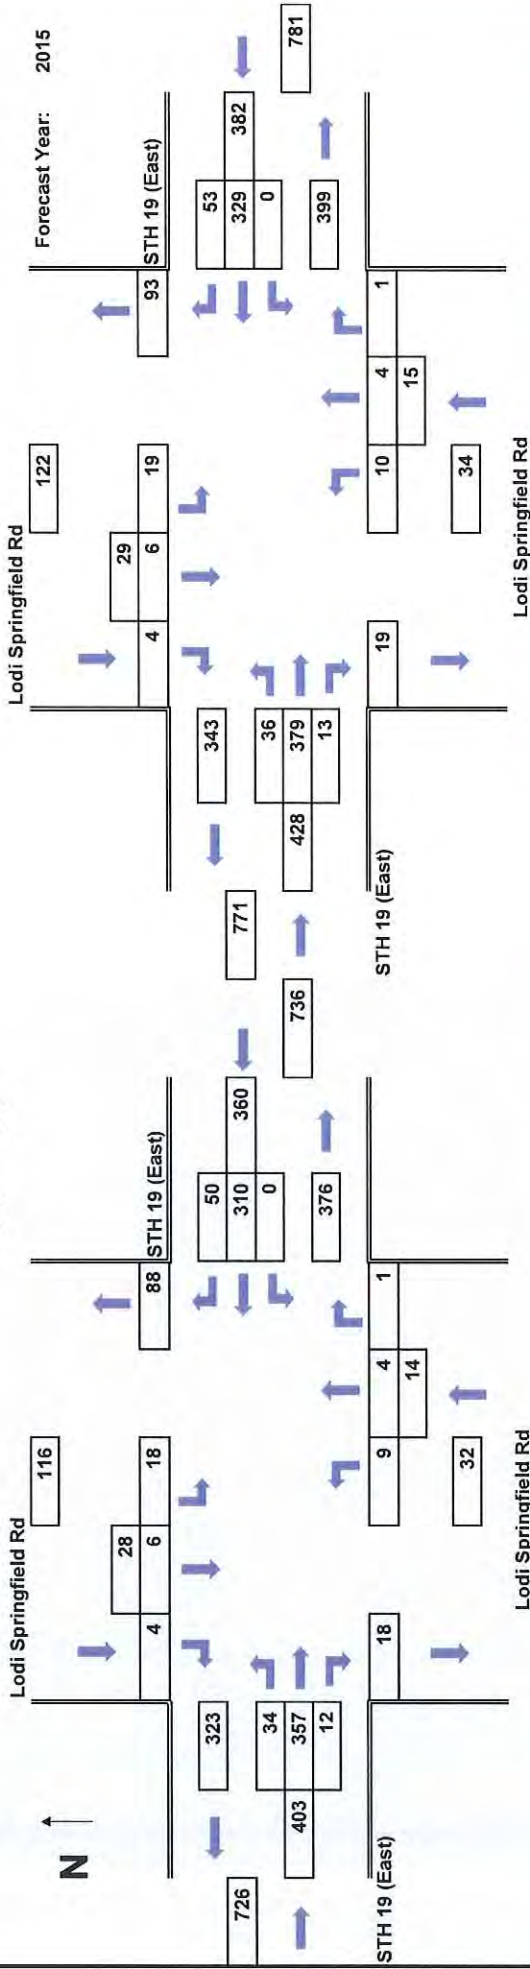 Forecast Year: 2015
Lodi Springfield Rd
116
28
4 6 18
88
STH 19 (East)
N
726
323
34
403 357
12
50
310 360
0
376
736
18
9 4 1
14
32
STH 19 (East)
Lodi Springfield Rd
Lodi Springfield Rd
122
29
4 6 19
93
STH 19 (East)
771
343
36
428 379
13
53
329 382
0
399
781
19
10 4 1
15
34
STH 19 (East)
Lodi Springfield Rd